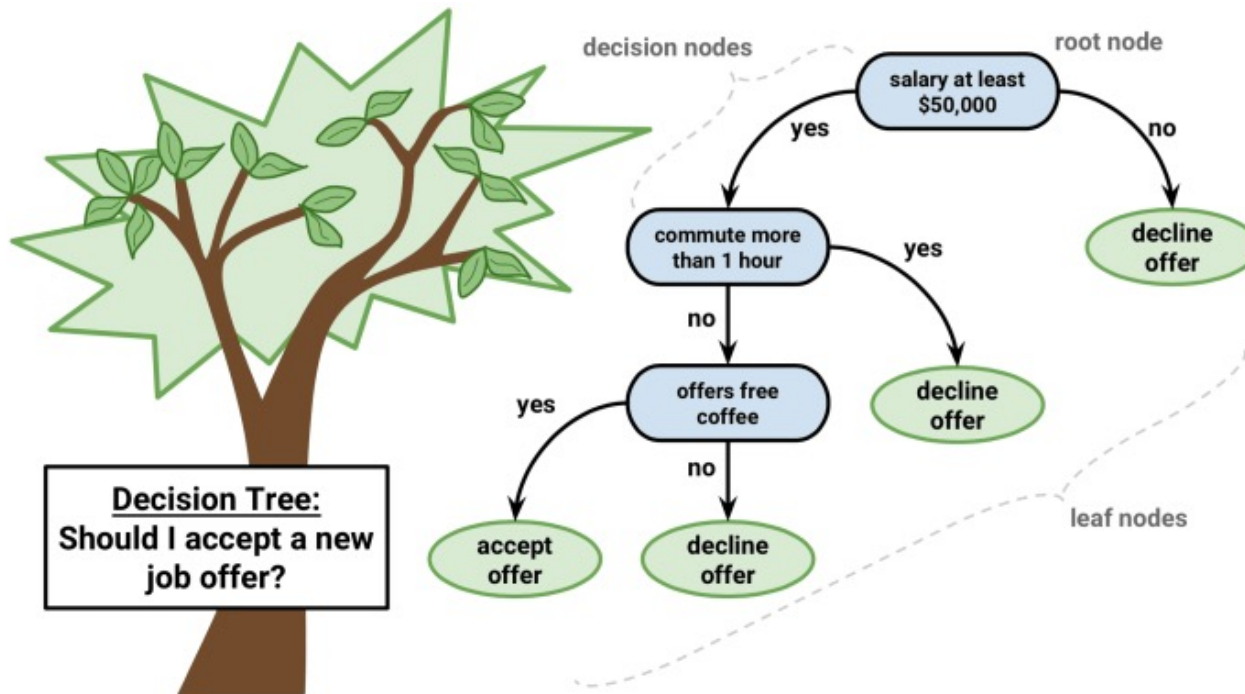 decision nodes
root node
salary at least
$50,000
yes
no
commute more
than 1 hour
yes
decline
offer
no
offers free
coffee
decline
offer
yes
no
Decision Tree:
Should I accept a new
job offer?
accept
offer
decline
offer
leaf nodes